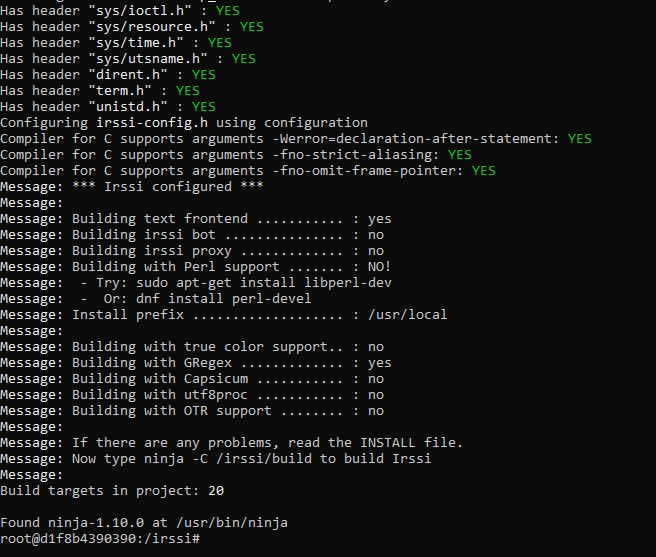 Has header "sys/ioctl.h" : YES
Has header "sys/resource.h" : YES
Has header "sys/time.h" : YES
Has header "sys/utsname.h" : YES
Has header "dirent.h" : YES
Has header "term.h" : YES
Has header "unistd.h" : YES
Configuring irssi-config.h using configuration
Compiler for C supports arguments -Werror=declaration-after-statement: YES
Compiler for C supports arguments -fno-strict-aliasing: YES
Compiler for C supports arguments -fno-omit-frame-pointer: YES
Message: *** Irssi configured ***
Message:
Message: Building text frontend ........... : yes
Message: Building irssi bot ............... : no
Message: Building irssi proxy ............. : no
Message: Building with Perl support ....... : NO!
Message:  - Try: sudo apt-get install libperl-dev
Message:  -  Or: dnf install perl-devel
Message: Install prefix ................... : /usr/local
Message:
Message: Building with true color support.. : no
Message: Building with GRegex ............. : yes
Message: Building with Capsicum ........... : no
Message: Building with utf8proc ........... : no
Message: Building with OTR support ........ : no
Message:
Message: If there are any problems, read the INSTALL file.
Message: Now type ninja -C /irssi/build to build Irssi
Message:
Build targets in project: 20
Found ninja-1.10.0 at /usr/bin/ninja
root@d1f8b4390390:/irssi#